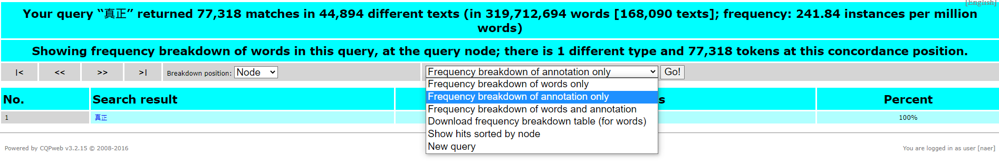 [English]
Your query “真正” returned 77,318 matches in 44,894 different texts (in 319,712,694 words [168,090 texts]; frequency: 241.84 instances per million
words)
Showing frequency breakdown of words in this query, at the query node; there is 1 different type and 77,318 tokens at this concordance position.
|< << >> >| Breakdown position: Node Frequency breakdown of annotation only Go!
Frequency breakdown of words only
Frequency breakdown of annotation only
Frequency breakdown of words and annotation
Download frequency breakdown table (for words)
Show hits sorted by node
New query
No. Search result s Percent
1 真正 100%
Powered by CQPweb v3.2.15 © 2008-2016 You are logged in as user [naer]